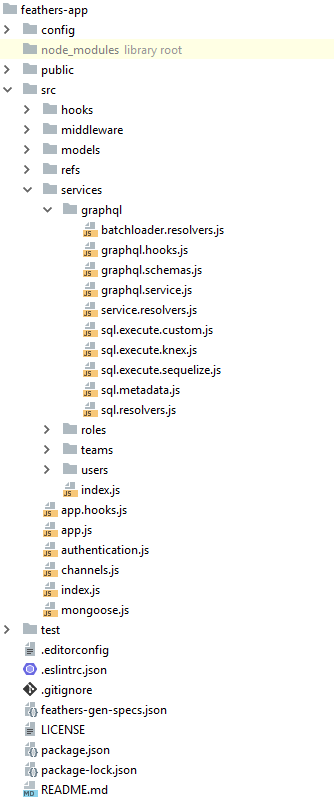 feathers-app
config
node_modules library root
public
src
hooks
middleware
models
refs
services
graphql
batchloader.resolvers.js
graphql.hooks.js
graphql.schemas.js
graphql.service.js
service.resolvers.js
sql.execute.custom.js
sql.execute.knex.js
sql.execute.sequelize.js
sql.metadata.js
sql.resolvers.js
roles
teams
users
index.js
app.hooks.js
app.js
authentication.js
channels.js
index.js
mongoose.js
test
.editorconfig
.eslintrc.json
.gitignore
feathers-gen-specs.json
LICENSE
package.json
package-lock.json
README.md